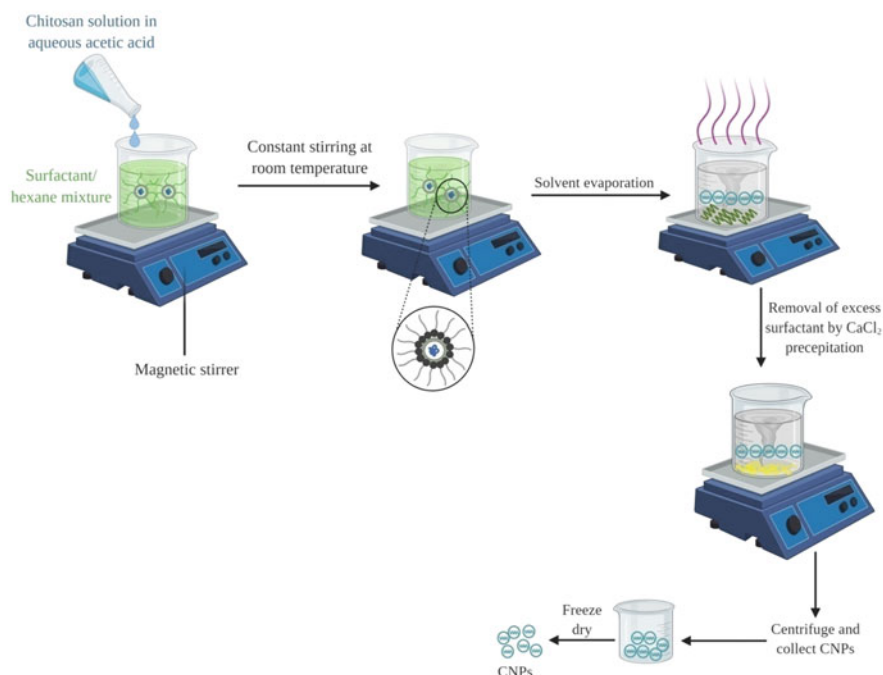 Chitosan solution in
aqueous acetic acid
Surfactant/
hexane mixture
Constant stirring at
room temperature
Solvent evaporation
Magnetic stirrer
Removal of excess
surfactant by CaCl₂
precepitation
Centrifuge and
collect CNPs
Freeze
dry
CNPs